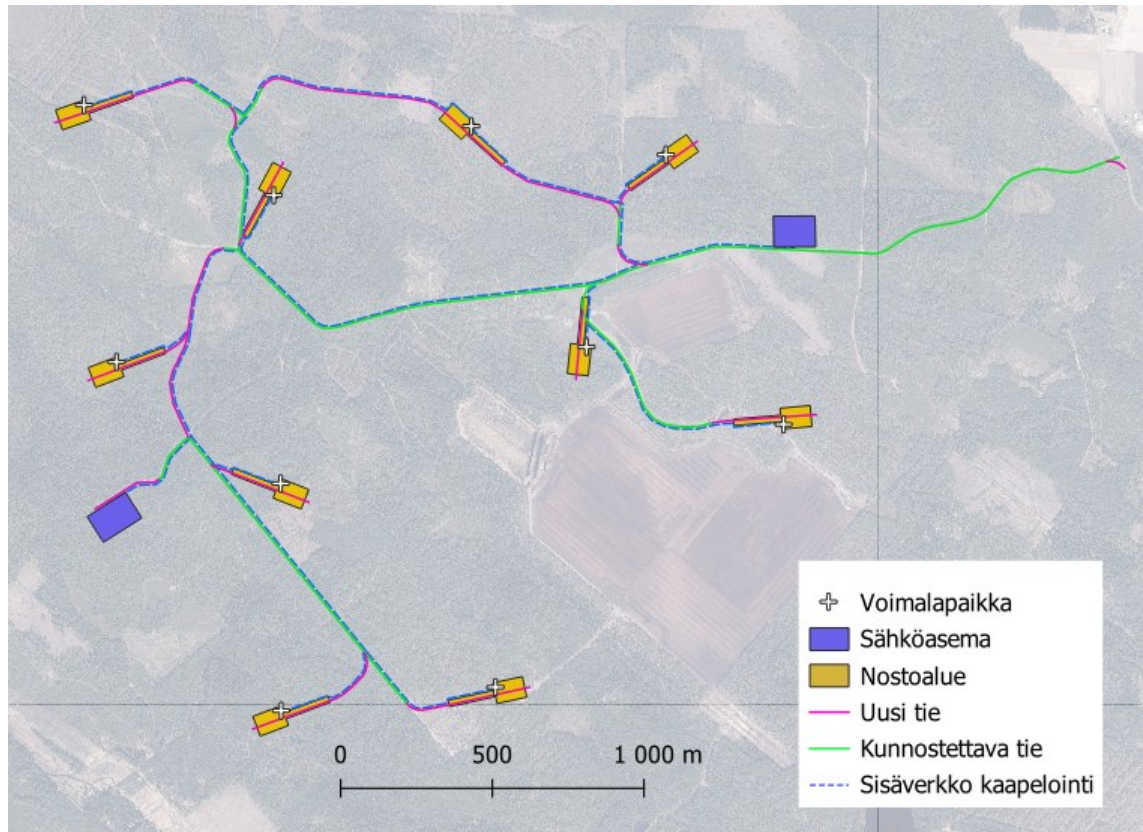 Voimalapaikka
Sähköasema
Nostoalue
Uusi tie
Kunnostettava tie
Sisäverkko kaapelointi
0 500 1 000 m